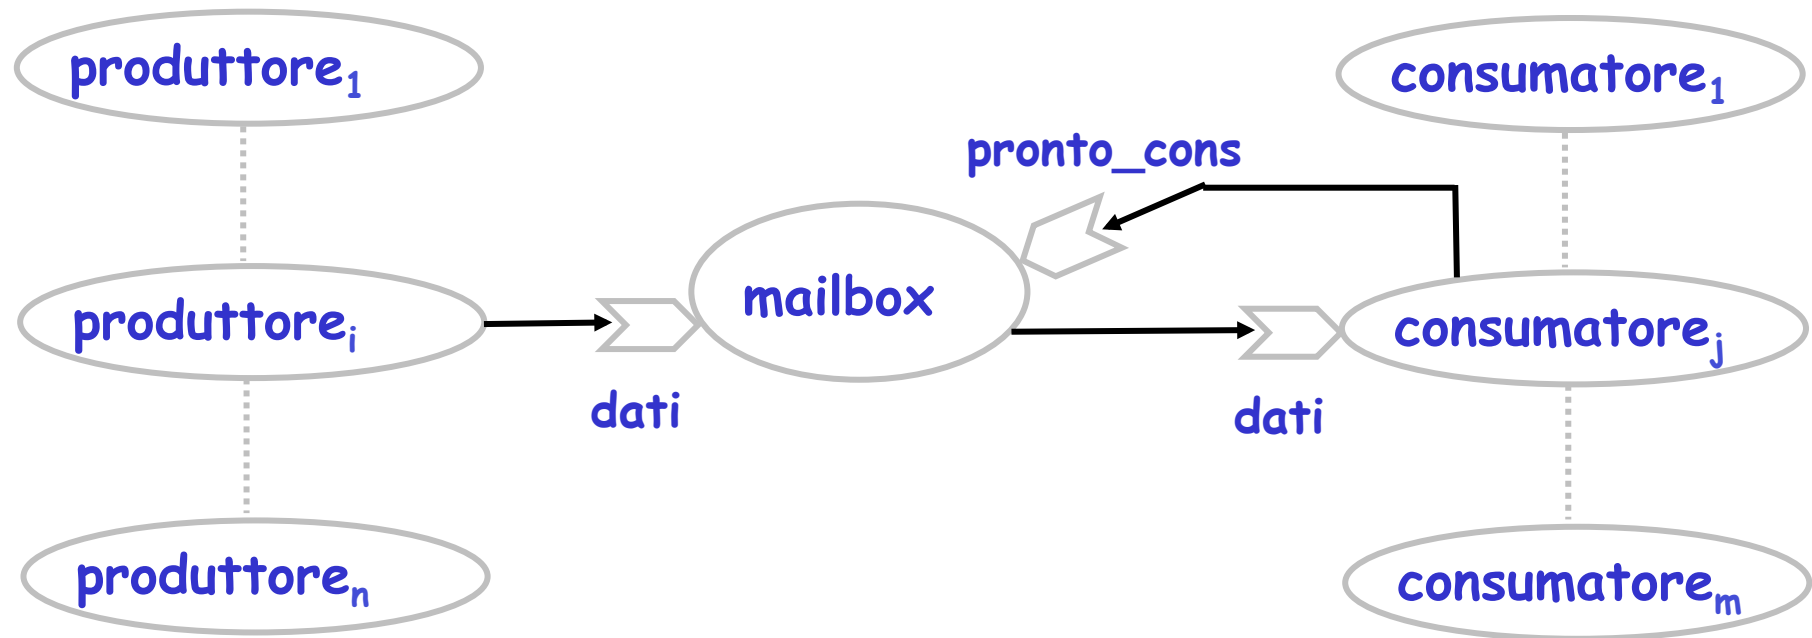 produttore₁
consumatore₁
pronto_cons
mailbox
produttoreᵢ
consumatoreⱼ
dati
dati
produttoreₙ
consumatoreₘ